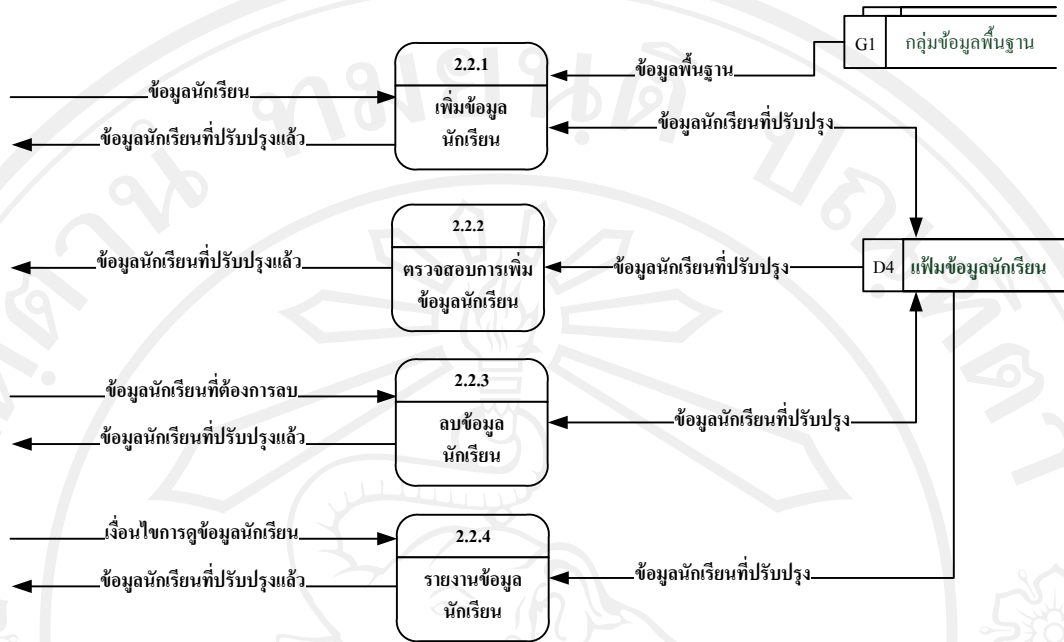 G1 กลุ่มข้อมูลพื้นฐาน
2.2.1
ข้อมูลพื้นฐาน
ข้อมูลนักเรียน
เพิ่มข้อมูล
นักเรียน
ข้อมูลนักเรียนที่ปรับปรุง
ข้อมูลนักเรียนที่ปรับปรุงแล้ว
2.2.2
ข้อมูลนักเรียนที่ปรับปรุงแล้ว
ตรวจสอบการเพิ่ม
ข้อมูลนักเรียน
ข้อมูลนักเรียนที่ปรับปรุง
D4 แฟ้มข้อมูลนักเรียน
2.2.3
ข้อมูลนักเรียนที่ต้องการลบ
ลบข้อมูล
นักเรียน
ข้อมูลนักเรียนที่ปรับปรุง
ข้อมูลนักเรียนที่ปรับปรุงแล้ว
2.2.4
เงื่อนไขการดูข้อมูลนักเรียน
รายงานข้อมูล
นักเรียน
ข้อมูลนักเรียนที่ปรับปรุง
ข้อมูลนักเรียนที่ปรับปรุงแล้ว